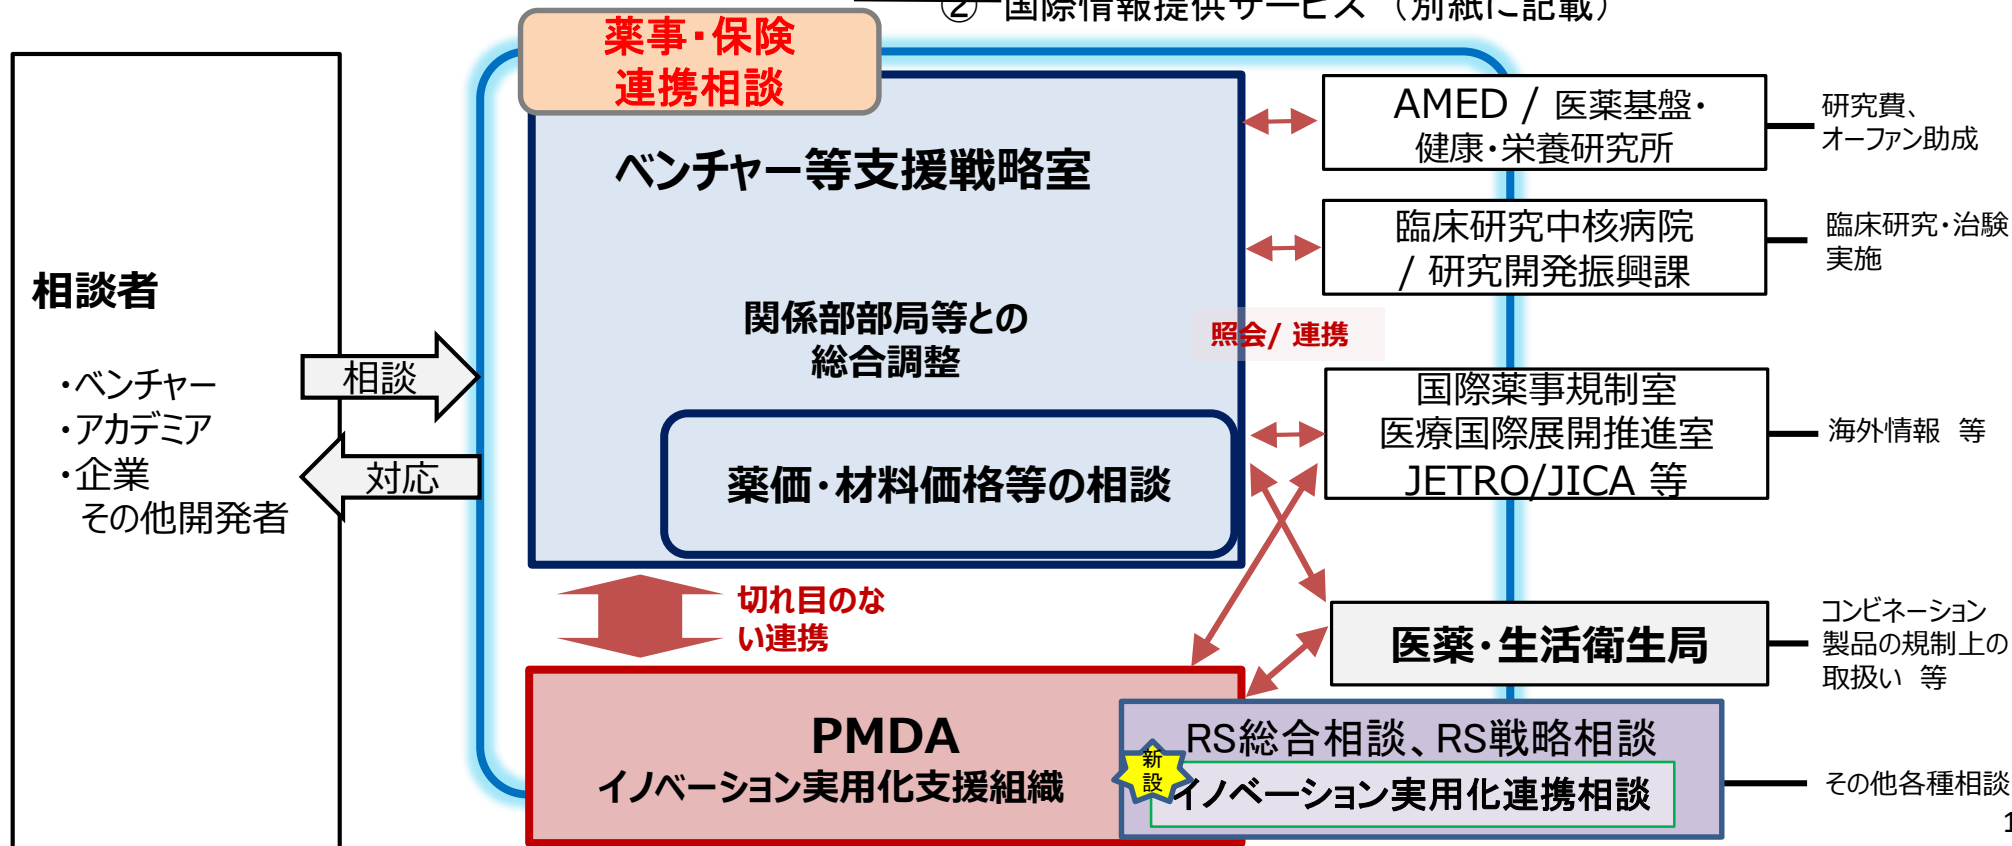 ② 国際情報提供サービス （別紙に記載）
薬事・保険
連携相談
相談者
・ベンチャー
・アカデミア
・企業
その他開発者
相談
対応
ベンチャー等支援戦略室
関係部部局等との
総合調整
薬価・材料価格等の相談
照会/ 連携
切れ目のな
い連携
PMDA
イノベーション実用化支援組織
AMED / 医薬基盤・
健康・栄養研究所
研究費、
オーファン助成
臨床研究中核病院
/ 研究開発振興課
臨床研究・治験
実施
国際薬事規制室
医療国際展開推進室
JETRO/JICA 等
海外情報 等
医薬・生活衛生局
コンビネーション
製品の規制上の
取扱い 等
RS総合相談、RS戦略相談
新
設
イノベーション実用化連携相談
その他各種相談
1